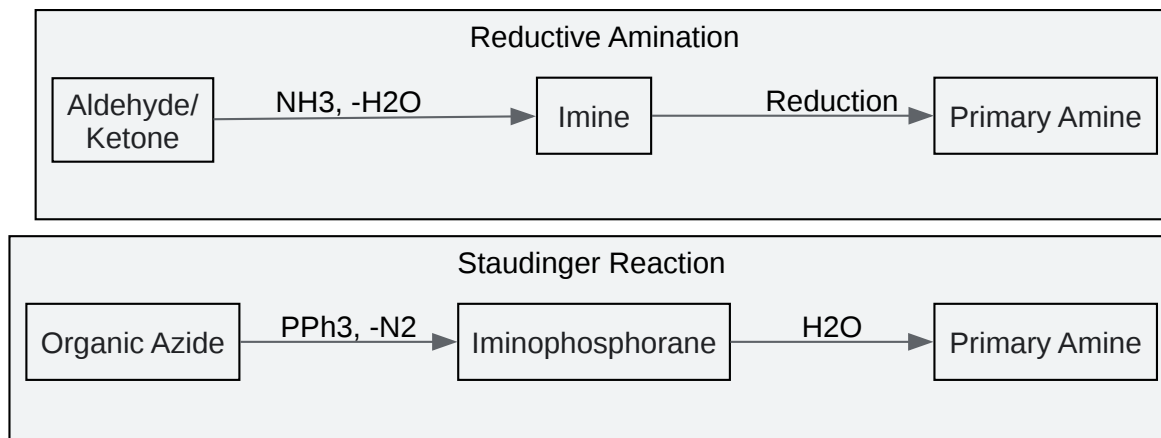 Reductive Amination
Aldehyde/
Ketone
NH3, -H2O
Imine
Reduction
Primary Amine
Staudinger Reaction
Organic Azide
PPh3, -N2
Iminophosphorane
H2O
Primary Amine